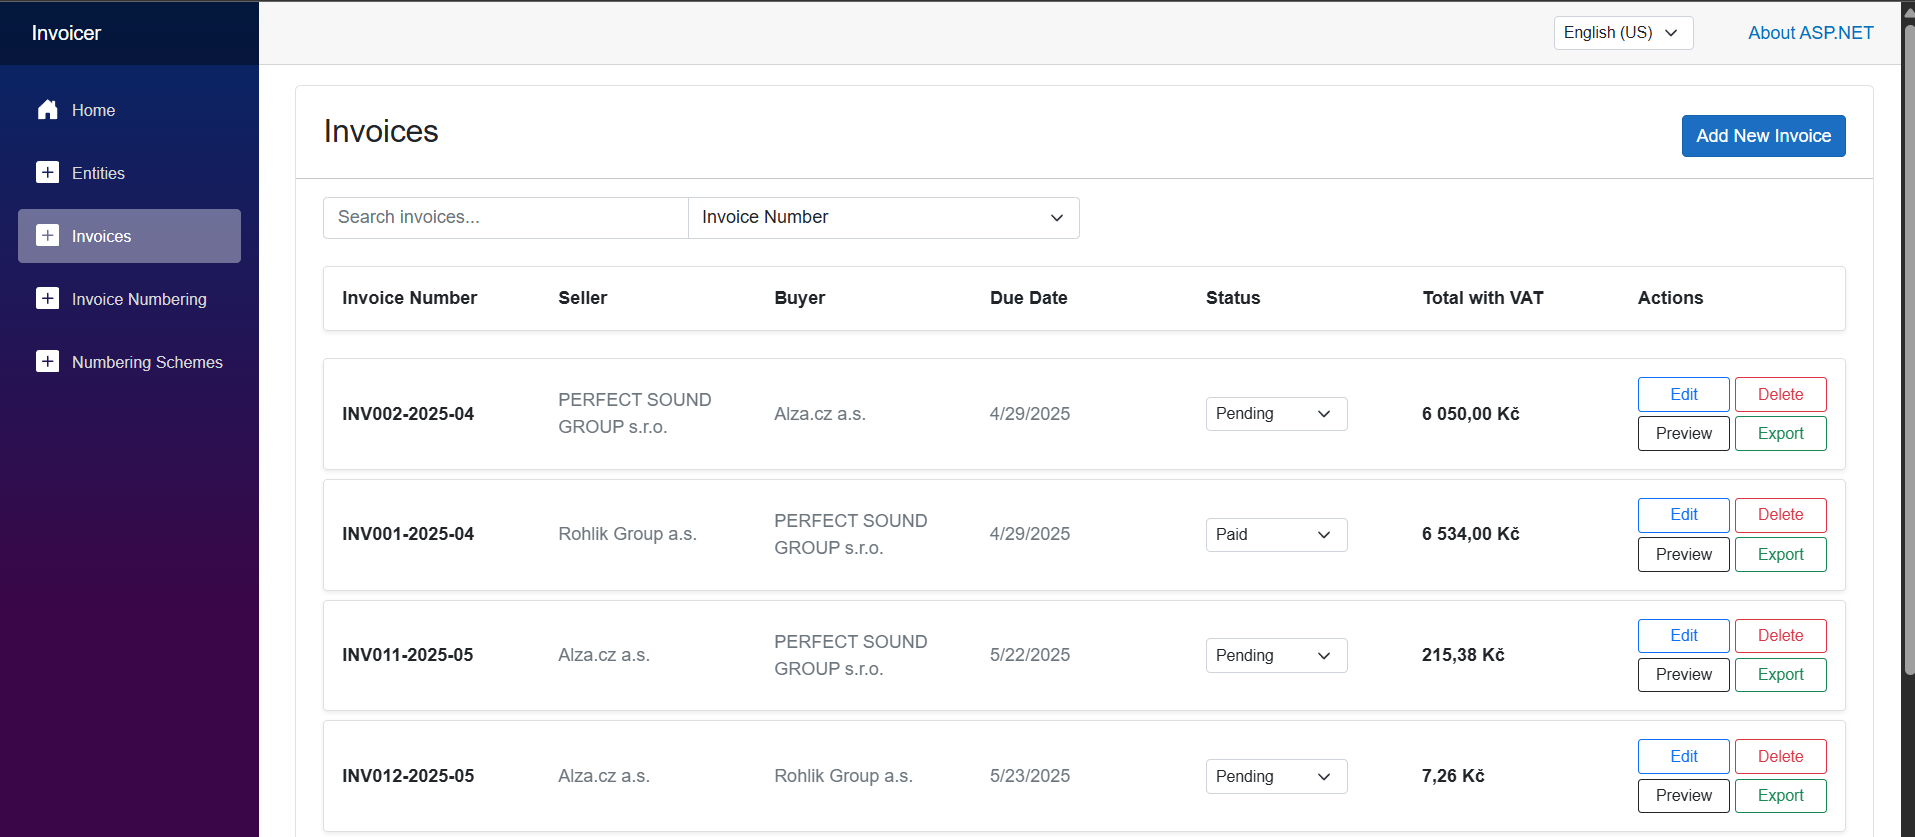 Invoicer
English (US)
About ASP.NET
Home
Entities
Invoices
Invoice Numbering
Numbering Schemes
Invoices
Add New Invoice
Search invoices...
Invoice Number
Invoice Number Seller Buyer Due Date Status Total with VAT Actions
INV002-2025-04
PERFECT SOUND
GROUP s.r.o.
Alza.cz a.s.
4/29/2025
Pending
6 050,00 Kč
Edit Delete
Preview Export
INV001-2025-04
Rohlik Group a.s.
PERFECT SOUND
GROUP s.r.o.
4/29/2025
Paid
6 534,00 Kč
Edit Delete
Preview Export
INV011-2025-05
Alza.cz a.s.
PERFECT SOUND
GROUP s.r.o.
5/22/2025
Pending
215,38 Kč
Edit Delete
Preview Export
INV012-2025-05
Alza.cz a.s.
Rohlik Group a.s.
5/23/2025
Pending
7,26 Kč
Edit Delete
Preview Export